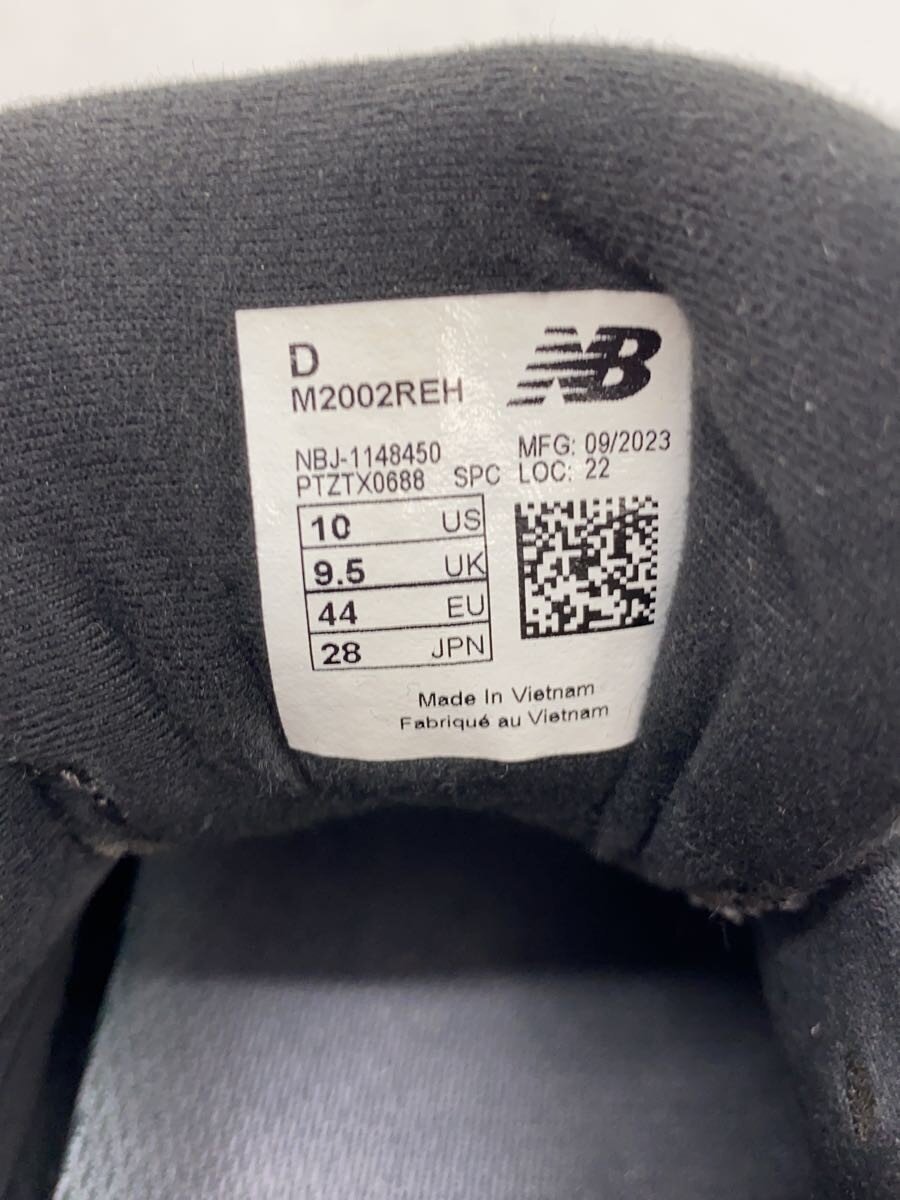 D
NB
M2002REH
NBJ-1148450 MFG: 09/2023
PTZTX0688 SPC LOC: 22
10 US
9.5 UK
44 EU
28 JPN
Made In Vietnam
Fabriqué au Vietnam